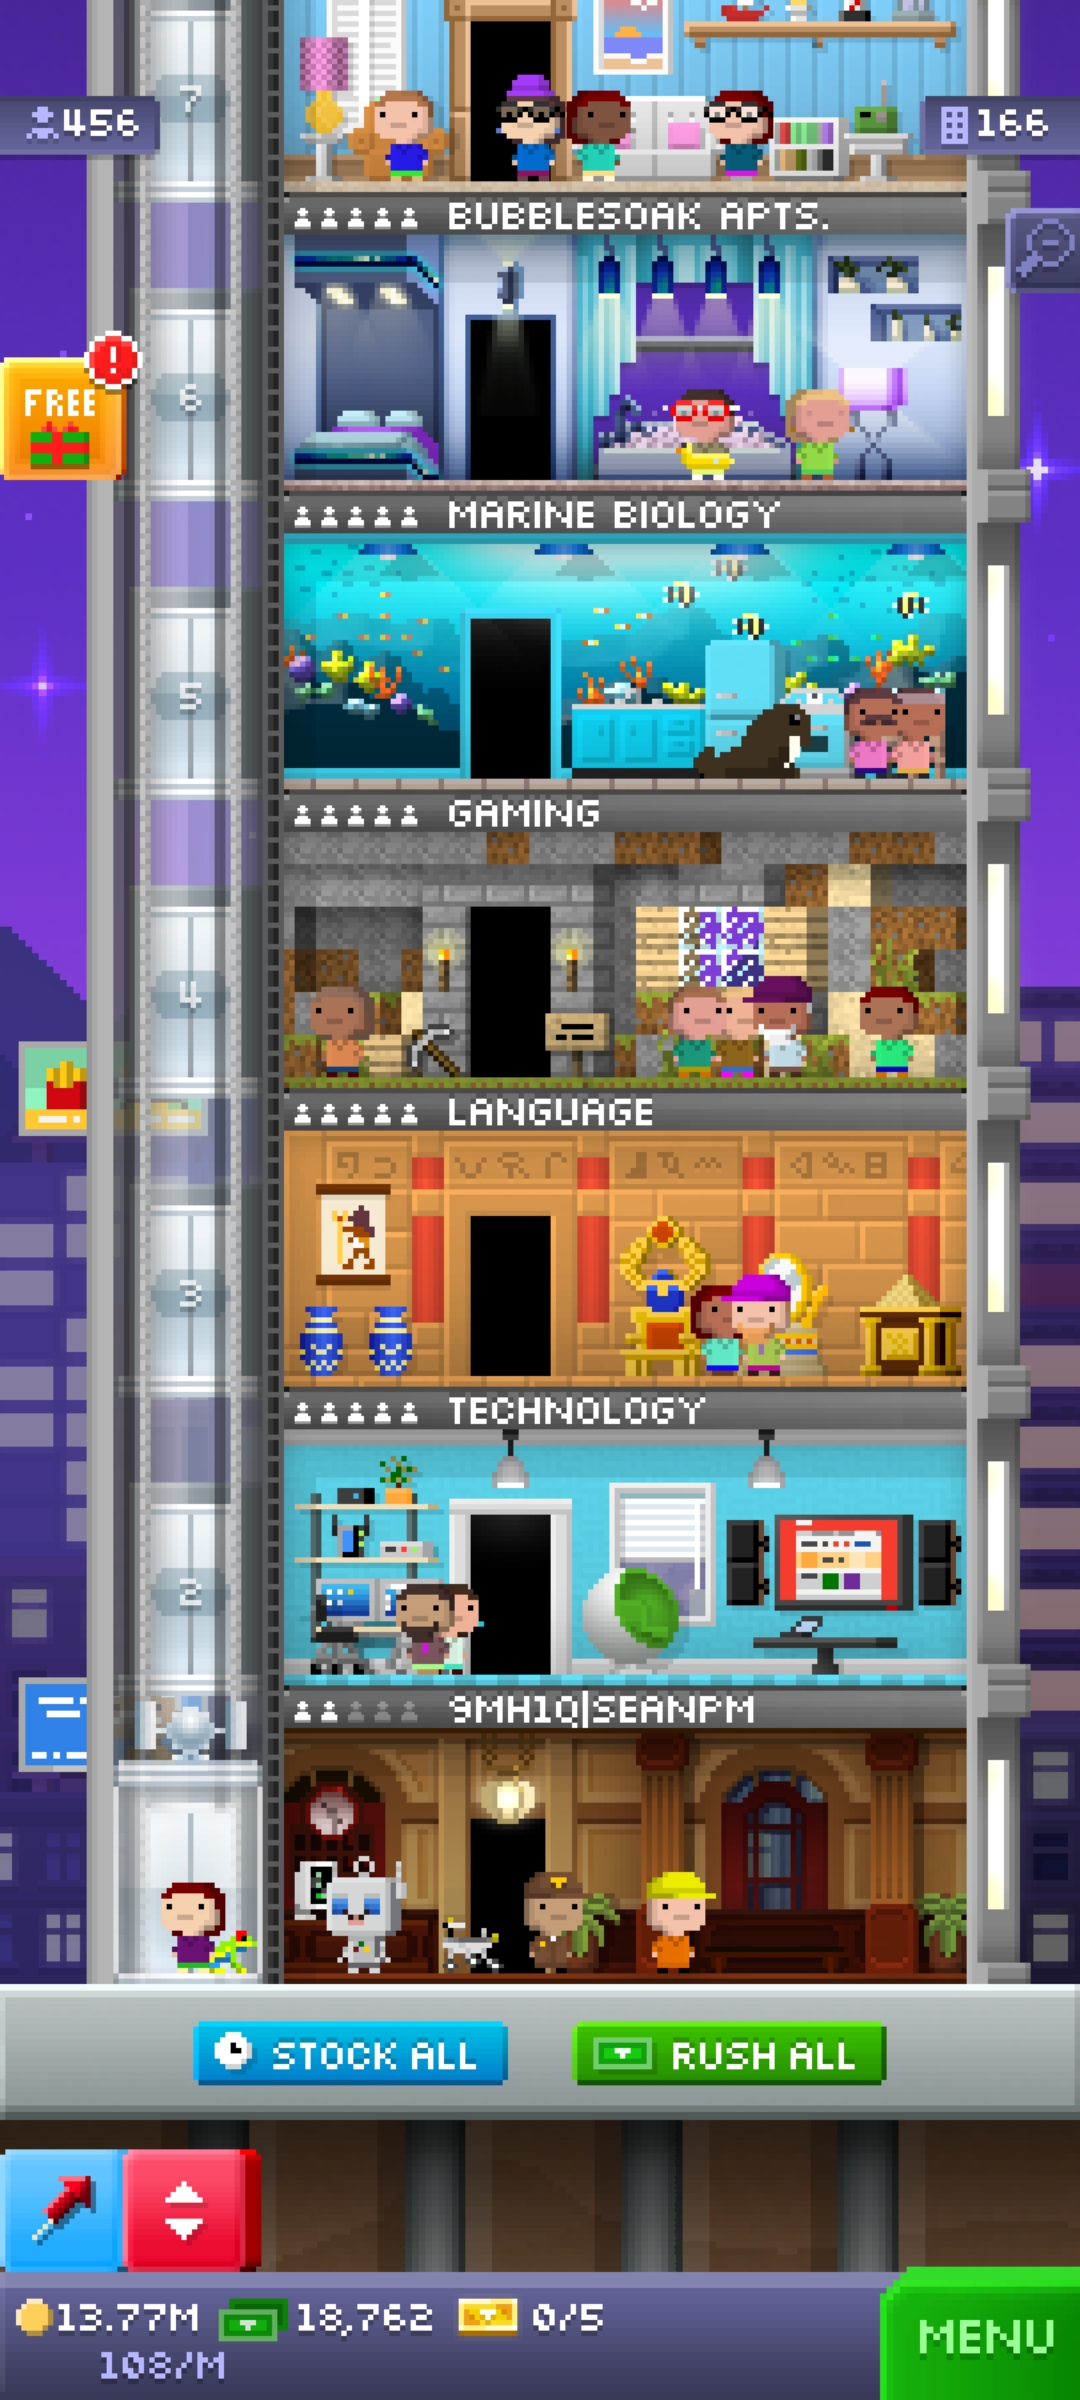 7
456
166
BUBBLESOAK APTS.
6
FREE
!
MARINE BIOLOGY
5
GAMING
4
LANGUAGE
3
TECHNOLOGY
2
9MH1Q|SEANPM
STOCK ALL
RUSH ALL
13.77M
18,762
0/5
108/M
MENU